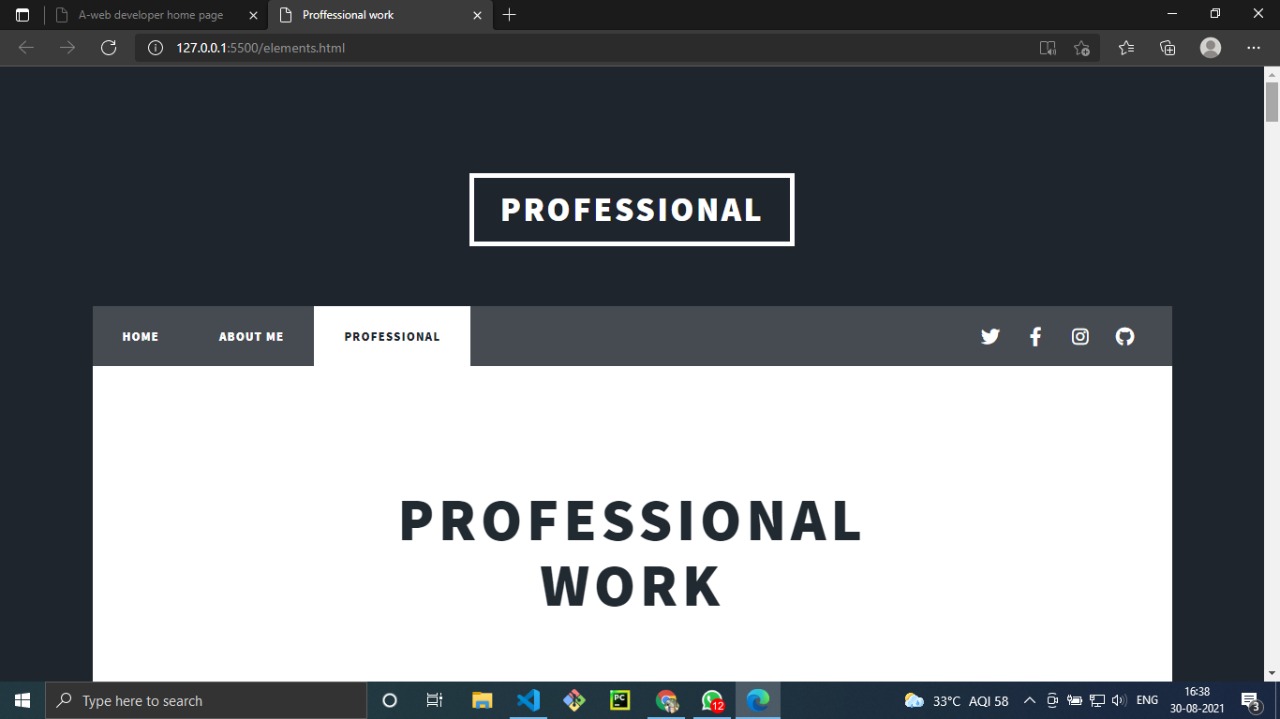 A-web developer home page
Proffessional work
127.0.0.1:5500/elements.html
PROFESSIONAL
HOME ABOUT ME PROFESSIONAL
PROFESSIONAL
WORK
Type here to search
PC
12
33°C AQI 58
ENG
16:38
30-08-2021
3